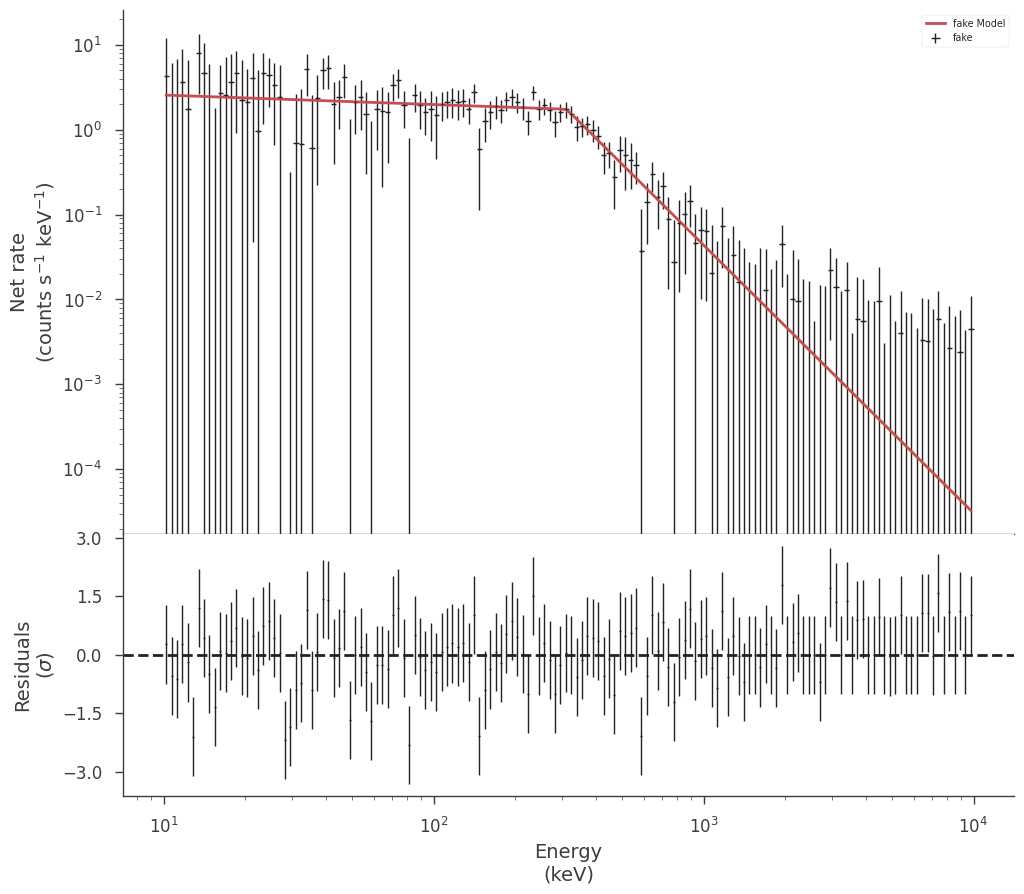 fake Model
fake
10¹
10⁰
10⁻¹
10⁻²
10⁻³
10⁻⁴
Net rate
(counts s⁻¹ keV⁻¹)
3.0
1.5
0.0
−1.5
−3.0
Residuals
(σ)
10¹ 10² 10³ 10⁴
Energy
(keV)